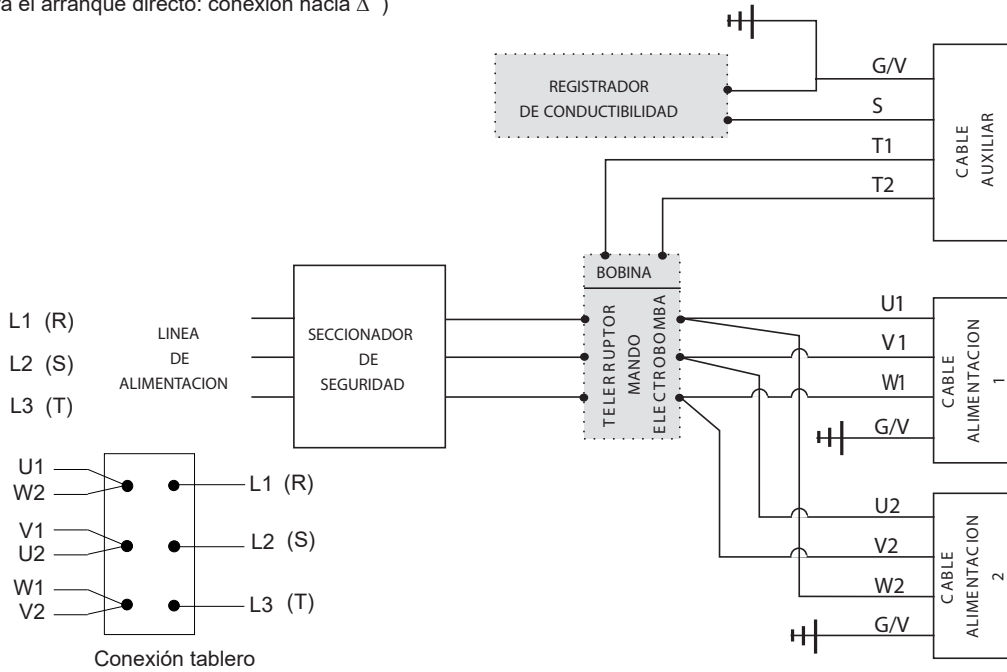 a el arranque directo: conexión hacia Δ )
REGISTRADOR
DE CONDUCTIBILIDAD
G/V
S
T1
T2
CABLE
AUXILIAR
BOBINA
TELERRUPTOR
MANDO
ELECTROBOMBA
L1 (R)
L2 (S)
L3 (T)
LINEA
DE
ALIMENTACION
SECCIONADOR
DE
SEGURIDAD
U1
V1
W1
G/V
CABLE
ALIMENTACION
1
U2
V2
W2
G/V
CABLE
ALIMENTACION
2
U1
W2
V1
U2
W1
V2
L1 (R)
L2 (S)
L3 (T)
Conexión tablero